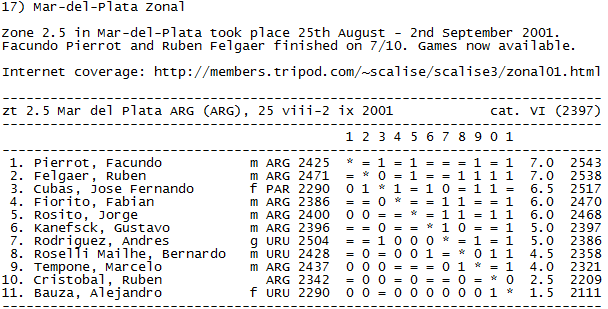 17) Mar-del-Plata Zonal
Zone 2.5 in Mar-del-Plata took place 25th August - 2nd September 2001.
Facundo Pierrot and Ruben Felgaer finished on 7/10. Games now available.
Internet coverage: http://members.tripod.com/~scalise/scalise3/zonal01.html
--------------------------------------------------------------------------
zt 2.5 Mar del Plata ARG (ARG), 25 viii-2 ix 2001 cat. VI (2397)
--------------------------------------------------------------------------
1 2 3 4 5 6 7 8 9 0 1
--------------------------------------------------------------------------
1. Pierrot, Facundo m ARG 2425 * = 1 = 1 = = = 1 = 1 7.0 2543
2. Felgaer, Ruben m ARG 2471 = * 0 = 1 = = 1 1 1 1 7.0 2538
3. Cubas, Jose Fernando f PAR 2290 0 1 * 1 = 1 0 = 1 1 = 6.5 2517
4. Fiorito, Fabian m ARG 2386 = = 0 * = = 1 1 = = 1 6.0 2470
5. Rosito, Jorge m ARG 2400 0 0 = = * = 1 1 = 1 1 6.0 2468
6. Kanefsck, Gustavo m ARG 2396 = = 0 = = * 1 0 = = 1 5.0 2397
7. Rodriguez, Andres g URU 2504 = = 1 0 0 0 * = 1 = 1 5.0 2386
8. Roselli Mailhe, Bernardo m URU 2428 = 0 = 0 0 1 = * 0 1 1 4.5 2358
9. Tempone, Marcelo m ARG 2437 0 0 0 = = = 0 1 * = 1 4.0 2321
10. Cristobal, Ruben ARG 2342 = 0 0 = 0 = = 0 = * 0 2.5 2209
11. Bauza, Alejandro f URU 2290 0 0 = 0 0 0 0 0 0 1 * 1.5 2111
--------------------------------------------------------------------------